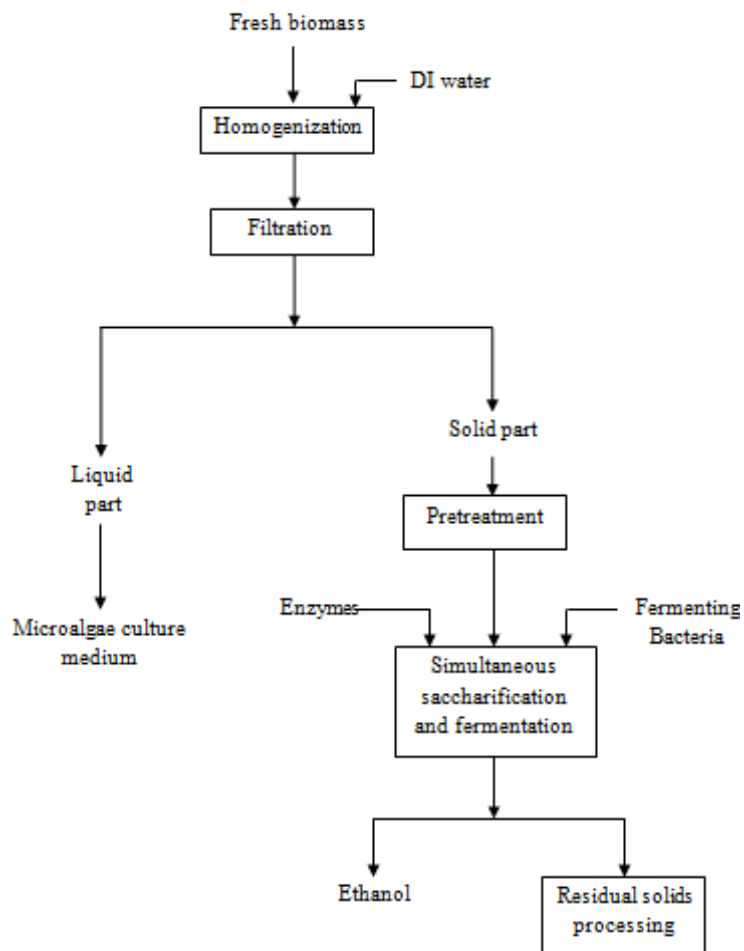 Fresh biomass
DI water
Homogenization
Filtration
Solid part
Liquid
part
Pretreatment
Enzymes
Fermenting
Bacteria
Microalgae culture
medium
Simultaneous
saccharification
and fermentation
Ethanol
Residual solids
processing